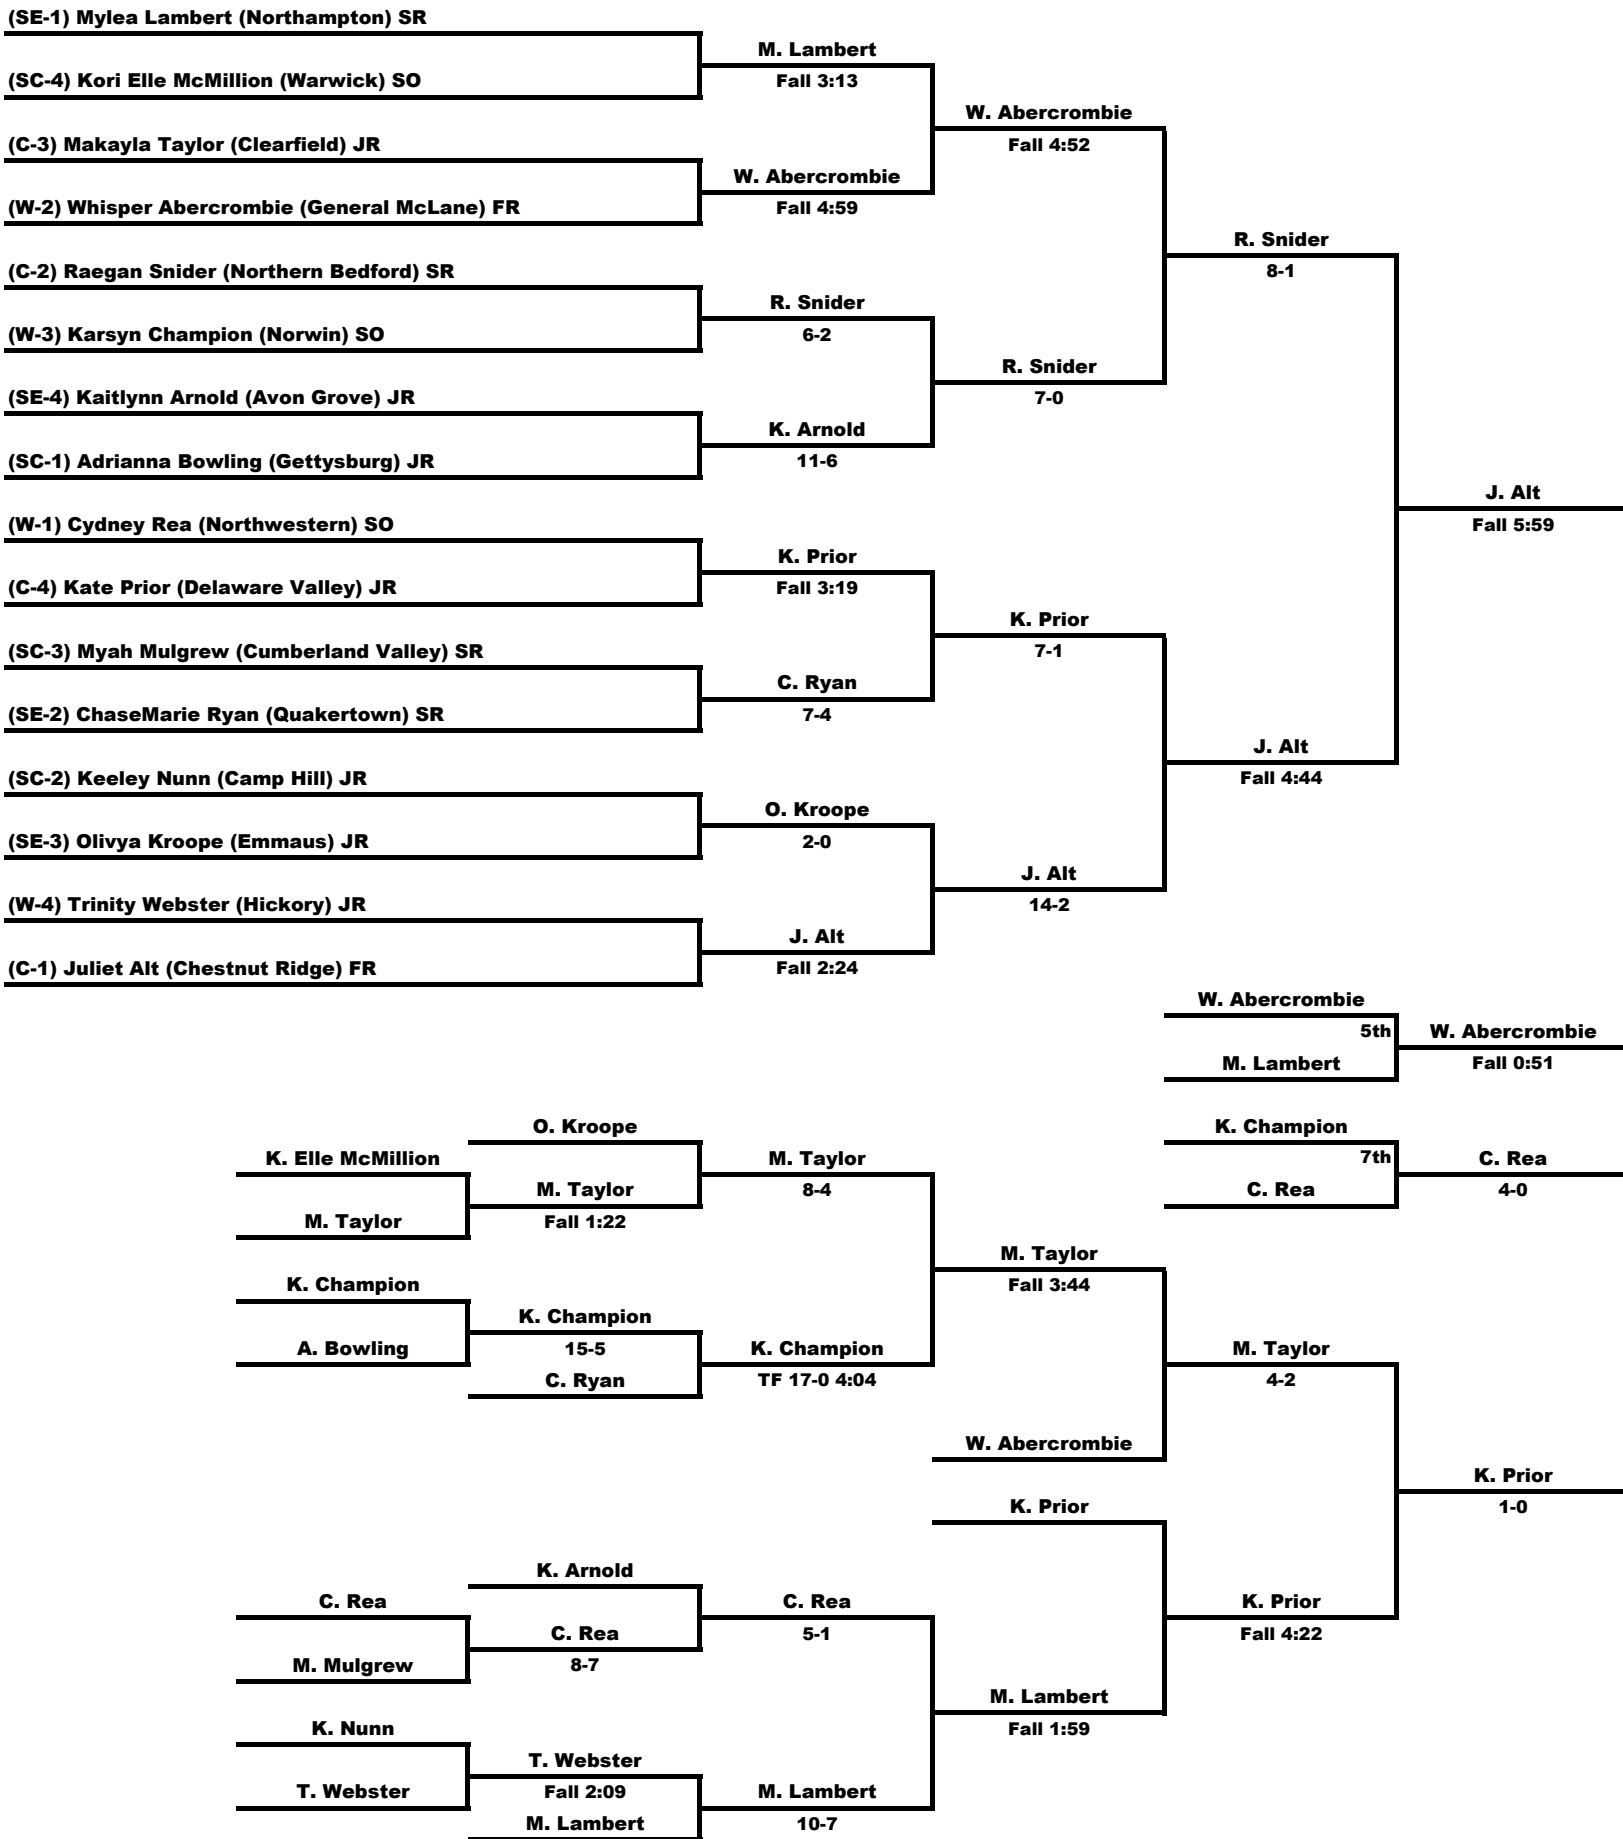 (SE-1) Mylea Lambert (Northampton) SR
M. Lambert
(SC-4) Kori Elle McMillion (Warwick) SO
Fall 3:13
W. Abercrombie
(C-3) Makayla Taylor (Clearfield) JR
Fall 4:52
W. Abercrombie
(W-2) Whisper Abercrombie (General McLane) FR
Fall 4:59
R. Snider
(C-2) Raegan Snider (Northern Bedford) SR
8-1
R. Snider
(W-3) Karsyn Champion (Norwin) SO
6-2
R. Snider
(SE-4) Kaitlynn Arnold (Avon Grove) JR
7-0
K. Arnold
(SC-1) Adrianna Bowling (Gettysburg) JR
11-6
J. Alt
(W-1) Cydney Rea (Northwestern) SO
Fall 5:59
K. Prior
(C-4) Kate Prior (Delaware Valley) JR
Fall 3:19
K. Prior
(SC-3) Myah Mulgrew (Cumberland Valley) SR
7-1
C. Ryan
(SE-2) ChaseMarie Ryan (Quakertown) SR
7-4
J. Alt
(SC-2) Keeley Nunn (Camp Hill) JR
Fall 4:44
O. Kroope
(SE-3) Olivya Kroope (Emmaus) JR
2-0
J. Alt
(W-4) Trinity Webster (Hickory) JR
14-2
J. Alt
(C-1) Juliet Alt (Chestnut Ridge) FR
Fall 2:24
W. Abercrombie
5th
W. Abercrombie
M. Lambert
Fall 0:51
O. Kroope
K. Champion
K. Elle McMillion
M. Taylor
7th
C. Rea
M. Taylor
8-4
C. Rea
4-0
M. Taylor
Fall 1:22
M. Taylor
K. Champion
Fall 3:44
K. Champion
A. Bowling
15-5
K. Champion
M. Taylor
C. Ryan
TF 17-0 4:04
4-2
W. Abercrombie
K. Prior
K. Prior
1-0
K. Arnold
C. Rea
C. Rea
K. Prior
C. Rea
5-1
Fall 4:22
M. Mulgrew
8-7
M. Lambert
K. Nunn
Fall 1:59
T. Webster
T. Webster
Fall 2:09
M. Lambert
M. Lambert
10-7